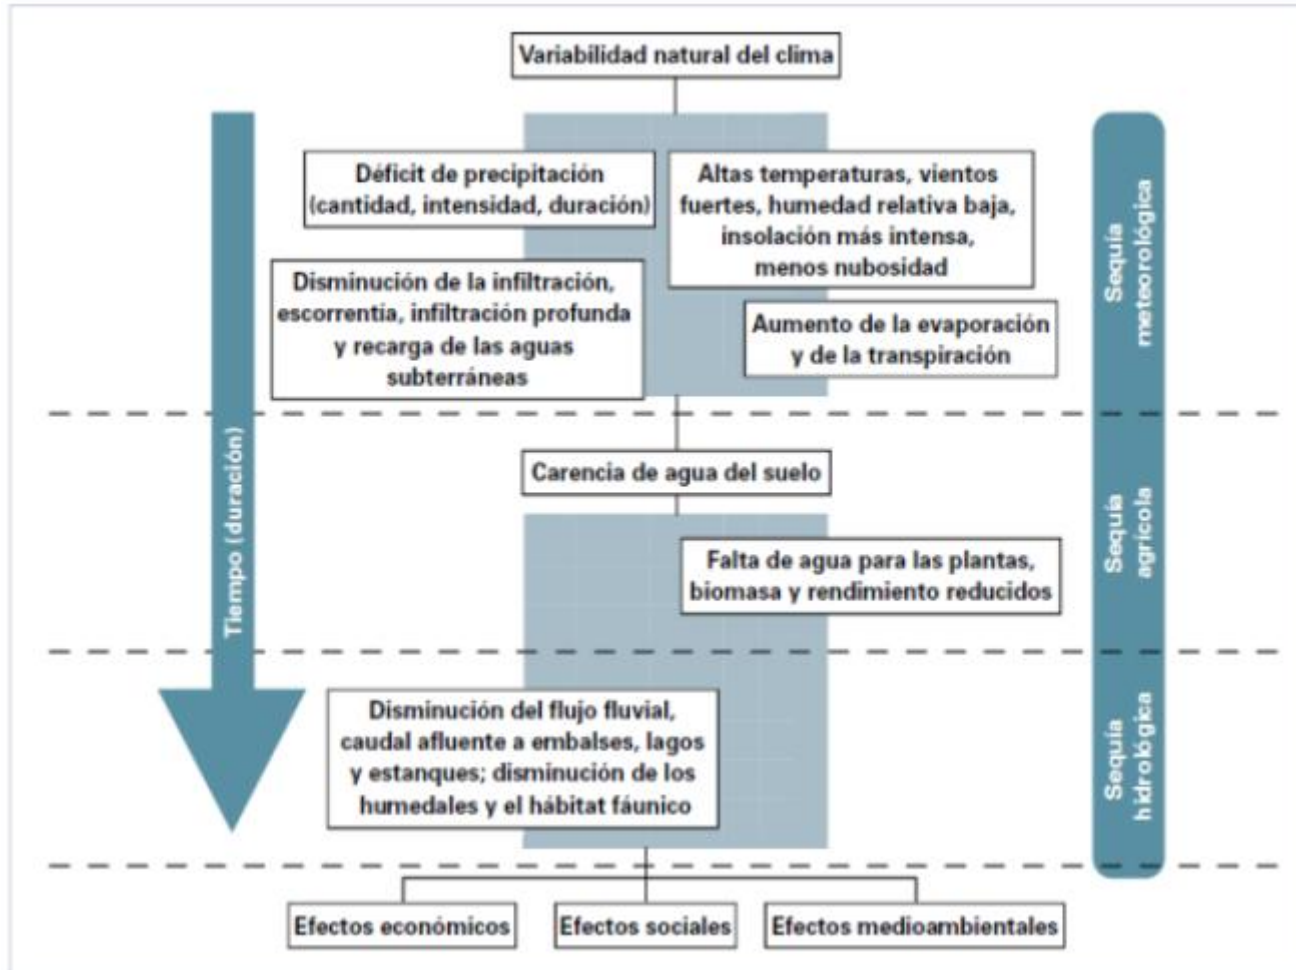 Variabilidad natural del clima
Déficit de precipitación
(cantidad, intensidad, duración)
Altas temperaturas, vientos
fuertes, humedad relativa baja,
insolación más intensa,
menos nubosidad
Disminución de la infiltración,
escorrentía, infiltración profunda
y recarga de las aguas
subterráneas
Aumento de la evaporación
y de la transpiración
Sequía
meteorológica
Tiempo (duración)
Carencia de agua del suelo
Falta de agua para las plantas,
biomasa y rendimiento reducidos
Sequía
agrícola
Disminución del flujo fluvial,
caudal afluente a embalses, lagos
y estanques; disminución de los
humedales y el hábitat fáunico
Sequía
hidrológica
Efectos económicos
Efectos sociales
Efectos medioambientales